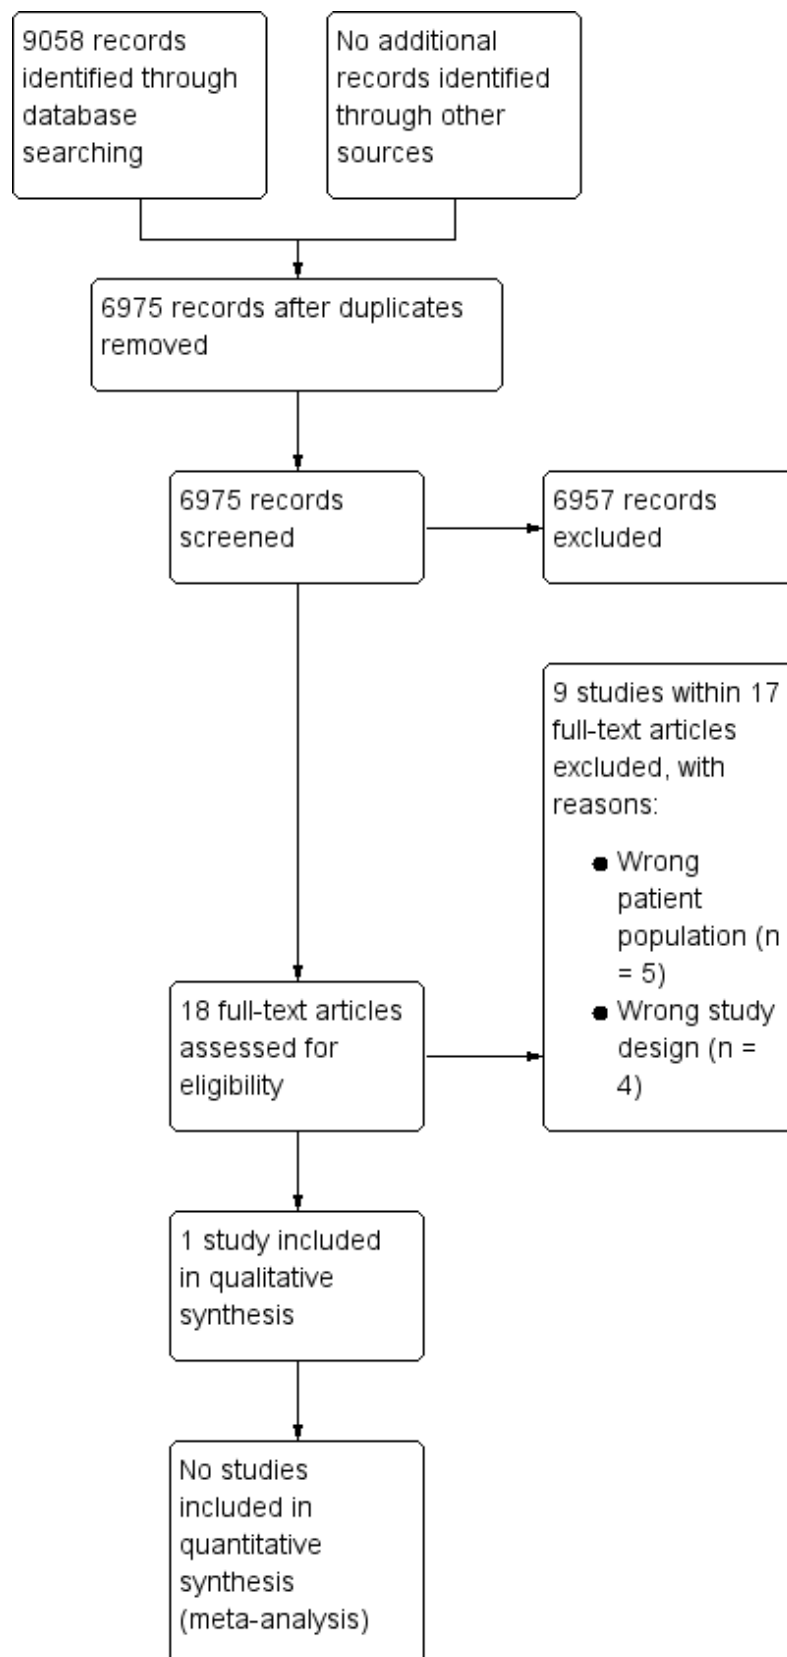 9058 records
identified through
database
searching
No additional
records identified
through other
sources
6975 records after duplicates
removed
6975 records
screened
6957 records
excluded
9 studies within 17
full-text articles
excluded, with
reasons:
● Wrong
patient
population (n
= 5)
● Wrong study
design (n =
4)
18 full-text articles
assessed for
eligibility
1 study included
in qualitative
synthesis
No studies
included in
quantitative
synthesis
(meta-analysis)